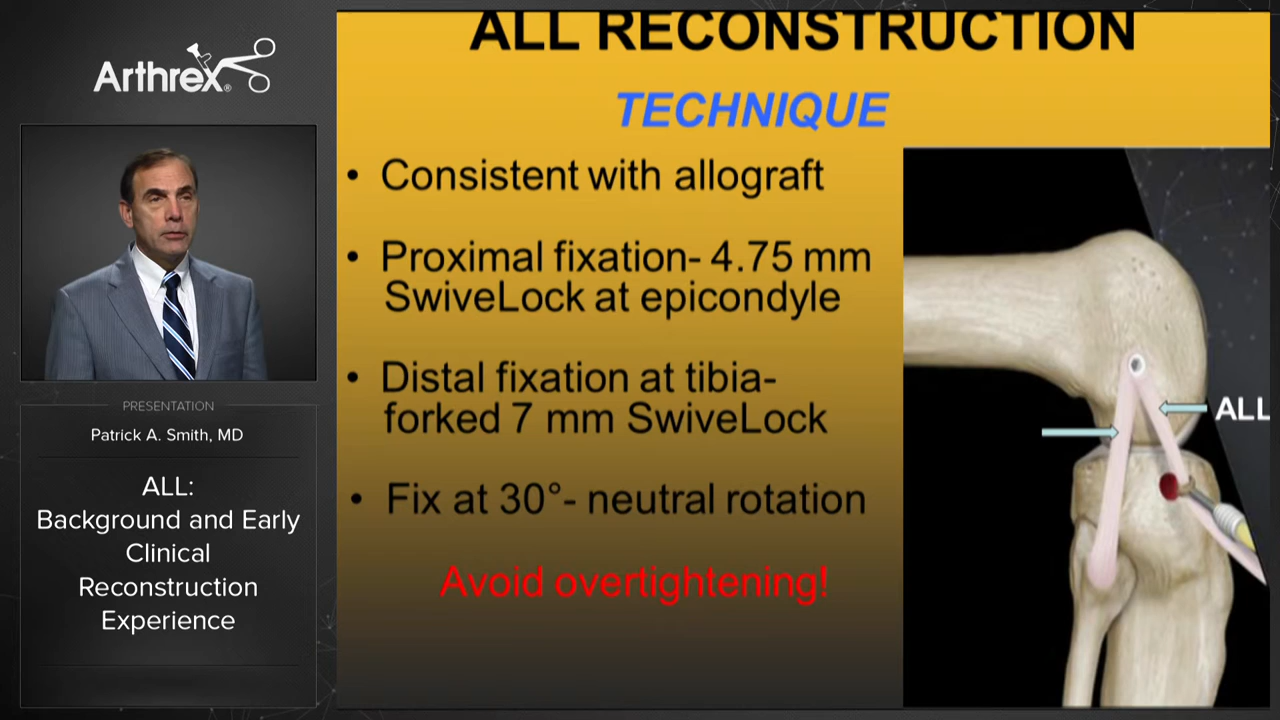 Arthrex®
PRESENTATION
Patrick A. Smith, MD
ALL:
Background and Early
Clinical
Reconstruction
Experience
ALL RECONSTRUCTION
TECHNIQUE
• Consistent with allograft
• Proximal fixation- 4.75 mm
SwiveLock at epicondyle
• Distal fixation at tibia-
forked 7 mm SwiveLock
• Fix at 30°- neutral rotation
Avoid overtightening!
ALL